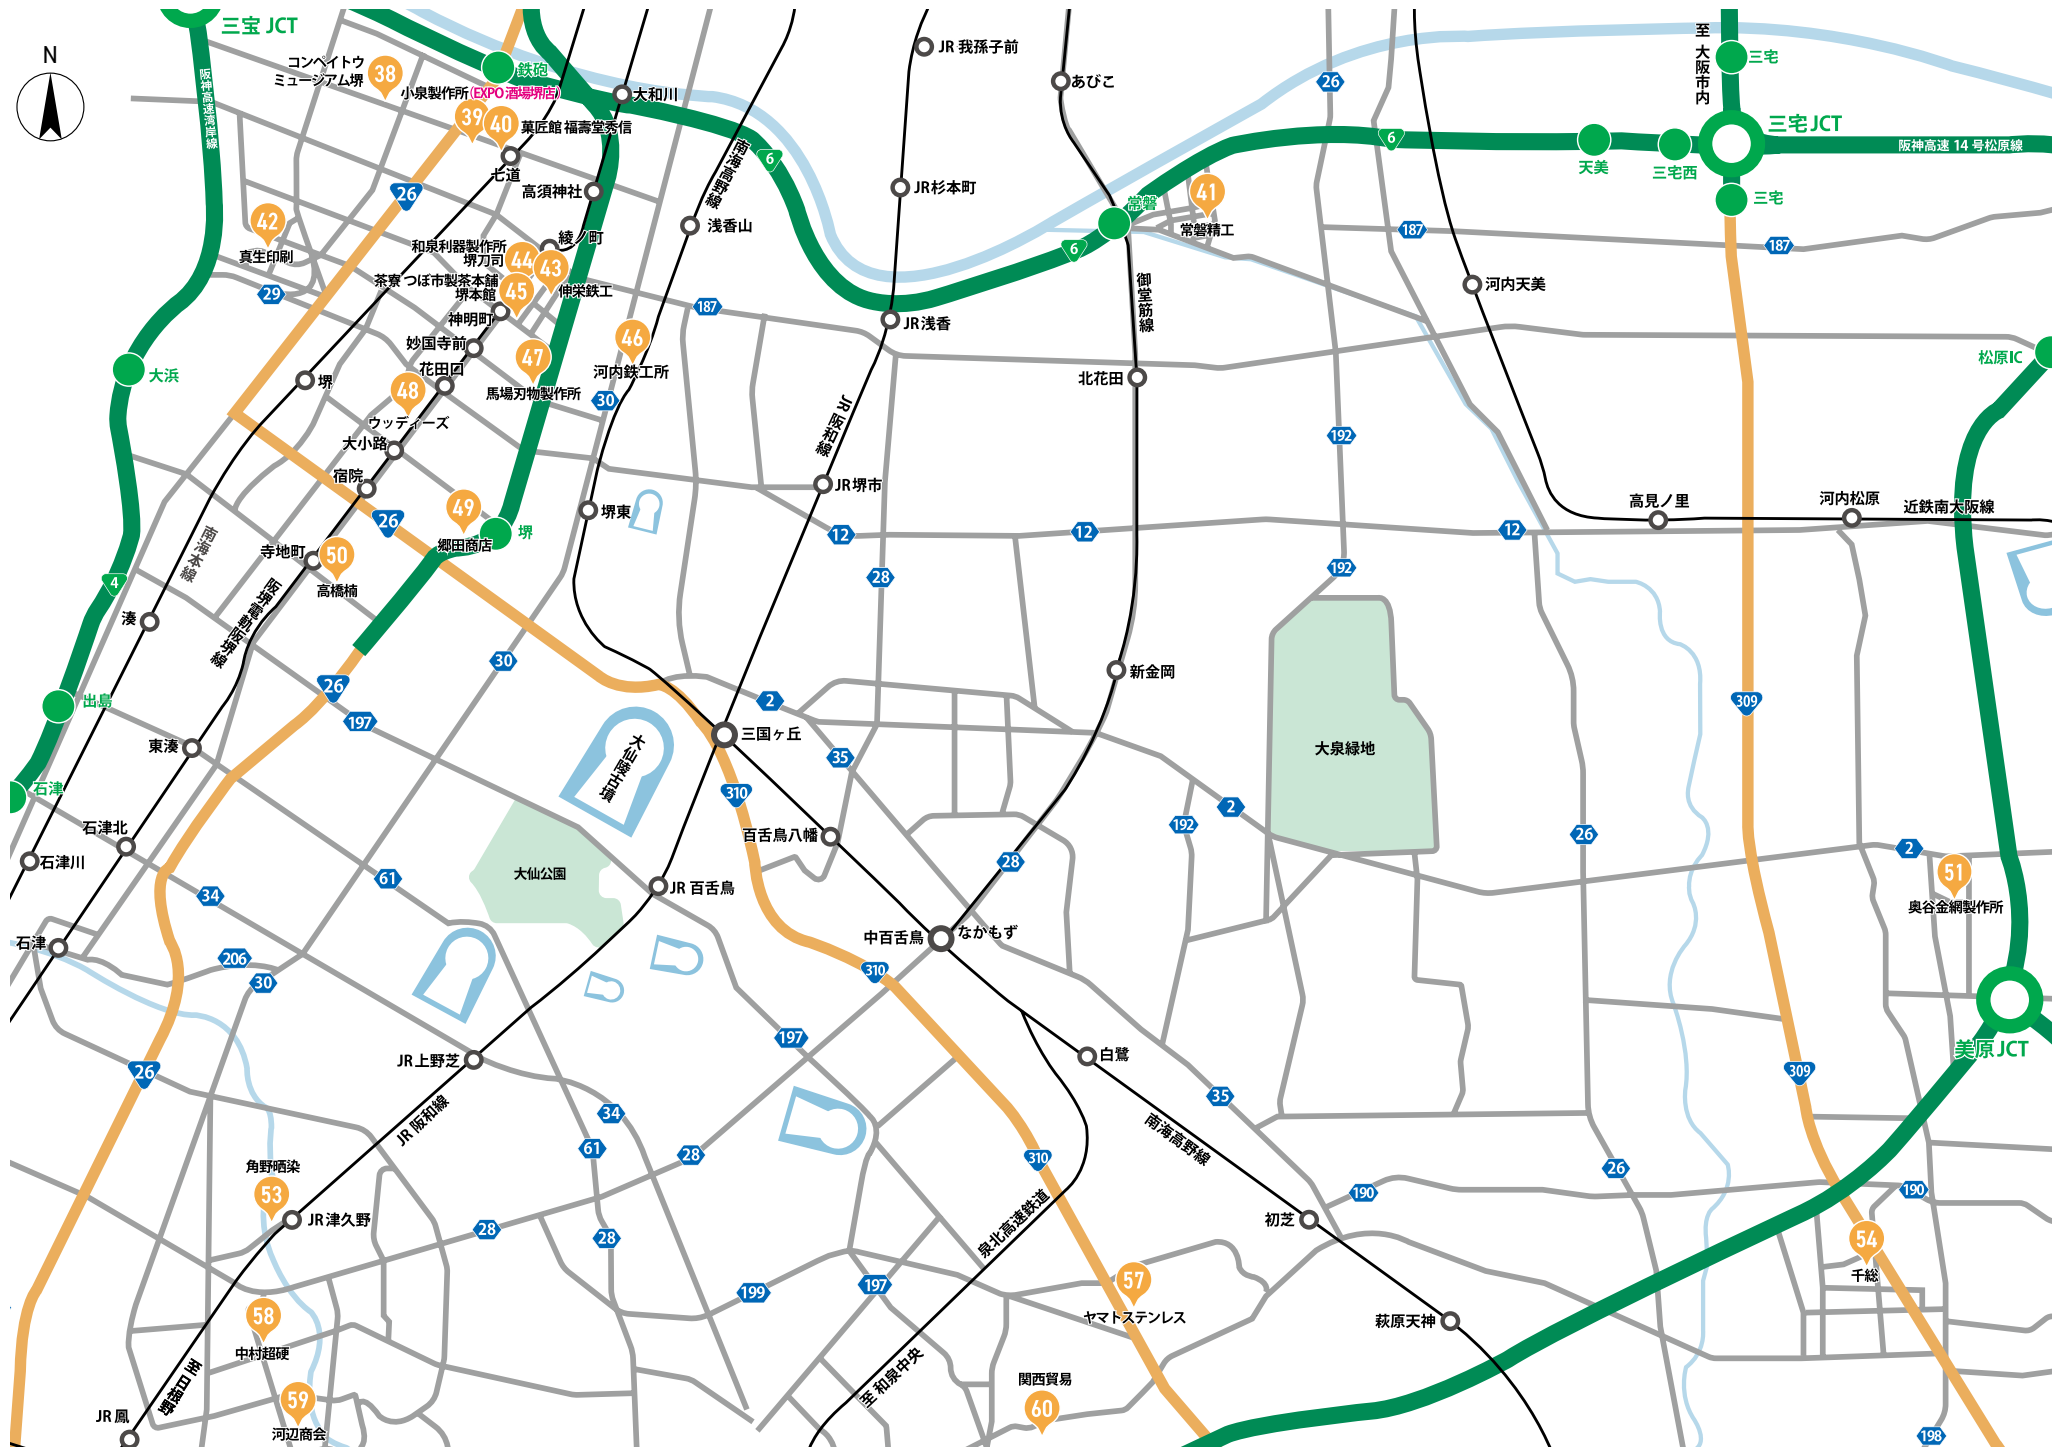 三宝JCT
N
コンペイトウ
ミュージアム堺
38
鉄砲
小泉製作所(EXPO 酒場堺店)
大和川
39
40
菓匠館 福壽堂秀信
七道
高須神社
阪神高速湾岸線
南海高野線
JR 我孫子前
あびこ
JR杉本町
浅香山
26
6
6
6
常磐
41
常磐精工
至 大阪市内
三宅
三宅JCT
天美
三宅西
三宅
阪神高速 14 号松原線
187
187
26
42
真生印刷
29
綾ノ町
和泉利器製作所
堺刀司
44
43
茶寮 つぼ市製茶本舗
堺本館
45
伸栄鉄工
神明町
187
妙国寺前
花田口
46
河内鉄工所
47
馬場刃物製作所
30
48
ウッディーズ
大浜
堺
大小路
宿院
JR浅香
御堂筋線
北花田
河内天美
松原IC
192
JR 阪和線
JR堺市
堺東
49
郷田商店
堺
26
12
12
12
高見ノ里
河内松原
近鉄南大阪線
南海本線
寺地町
50
高橋楠
阪堺電軌阪堺線
4
湊
28
192
30
26
197
出島
東湊
石津
新金岡
2
三国ヶ丘
大仙陵古墳
35
310
309
大泉緑地
2
192
26
石津北
石津川
百舌鳥八幡
28
大仙公園
JR 百舌鳥
61
34
2
51
奥谷金網製作所
石津
206
30
中百舌鳥
なかもず
310
美原JCT
197
JR上野芝
白鷺
26
34
35
309
JR 阪和線
61
28
310
南海高野線
26
角野晒染
53
JR津久野
190
190
初芝
28
28
泉北高速鉄道
54
千総
197
199
57
ヤマトステンレス
58
中村超硬
萩原天神
至 日根野
至 和泉中央
関西貿易
60
59
河辺商会
JR鳳
198